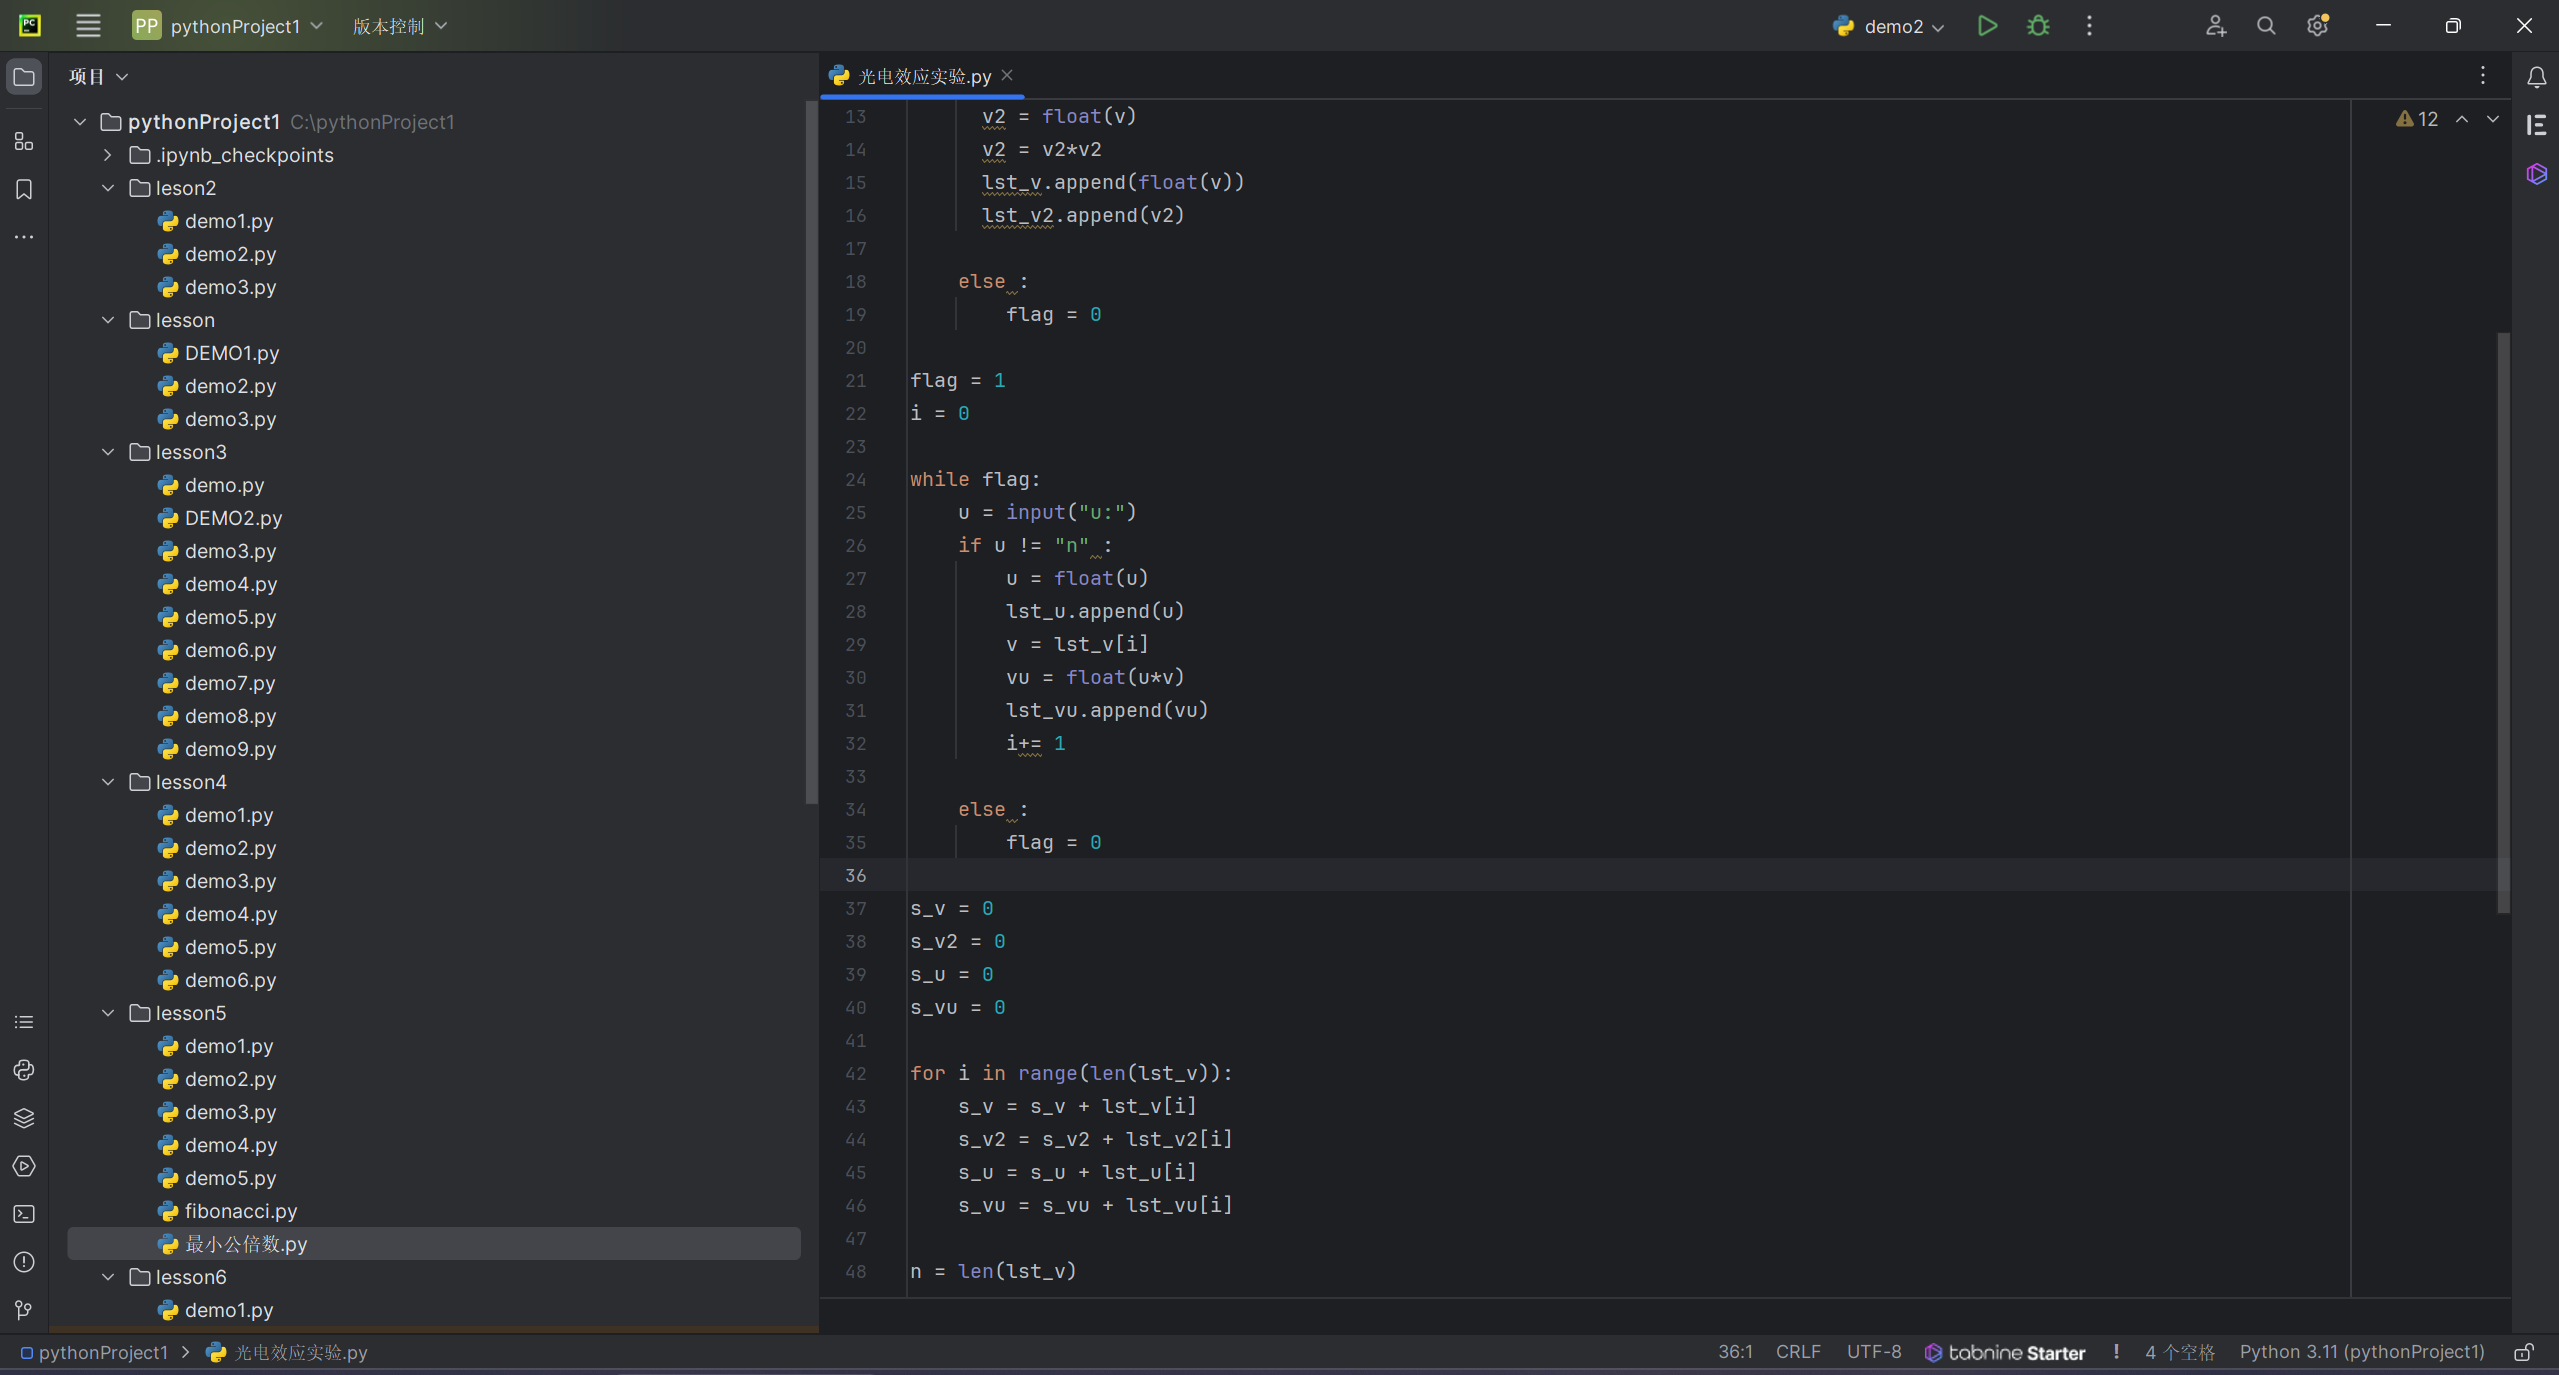 PC
PP pythonProject1
版本控制
demo2
项目
光电效应实验.py
pythonProject1 C:\pythonProject1
.ipynb_checkpoints
leson2
demo1.py
demo2.py
demo3.py
lesson
DEMO1.py
demo2.py
demo3.py
lesson3
demo.py
DEMO2.py
demo3.py
demo4.py
demo5.py
demo6.py
demo7.py
demo8.py
demo9.py
lesson4
demo1.py
demo2.py
demo3.py
demo4.py
demo5.py
demo6.py
lesson5
demo1.py
demo2.py
demo3.py
demo4.py
demo5.py
fibonacci.py
最小公倍数.py
lesson6
demo1.py
12
13 v2 = float(v)
14 v2 = v2*v2
15 lst_v.append(float(v))
16 lst_v2.append(v2)
17
18 else :
19 flag = 0
20
21 flag = 1
22 i = 0
23
24 while flag:
25 u = input("u:")
26 if u != "n" :
27 u = float(u)
28 lst_u.append(u)
29 v = lst_v[i]
30 vu = float(u*v)
31 lst_vu.append(vu)
32 i+= 1
33
34 else :
35 flag = 0
36
37 s_v = 0
38 s_v2 = 0
39 s_u = 0
40 s_vu = 0
41
42 for i in range(len(lst_v)):
43 s_v = s_v + lst_v[i]
44 s_v2 = s_v2 + lst_v2[i]
45 s_u = s_u + lst_u[i]
46 s_vu = s_vu + lst_vu[i]
47
48 n = len(lst_v)
pythonProject1 > 光电效应实验.py
36:1 CRLF UTF-8 tabnine Starter ! 4 个空格 Python 3.11 (pythonProject1)